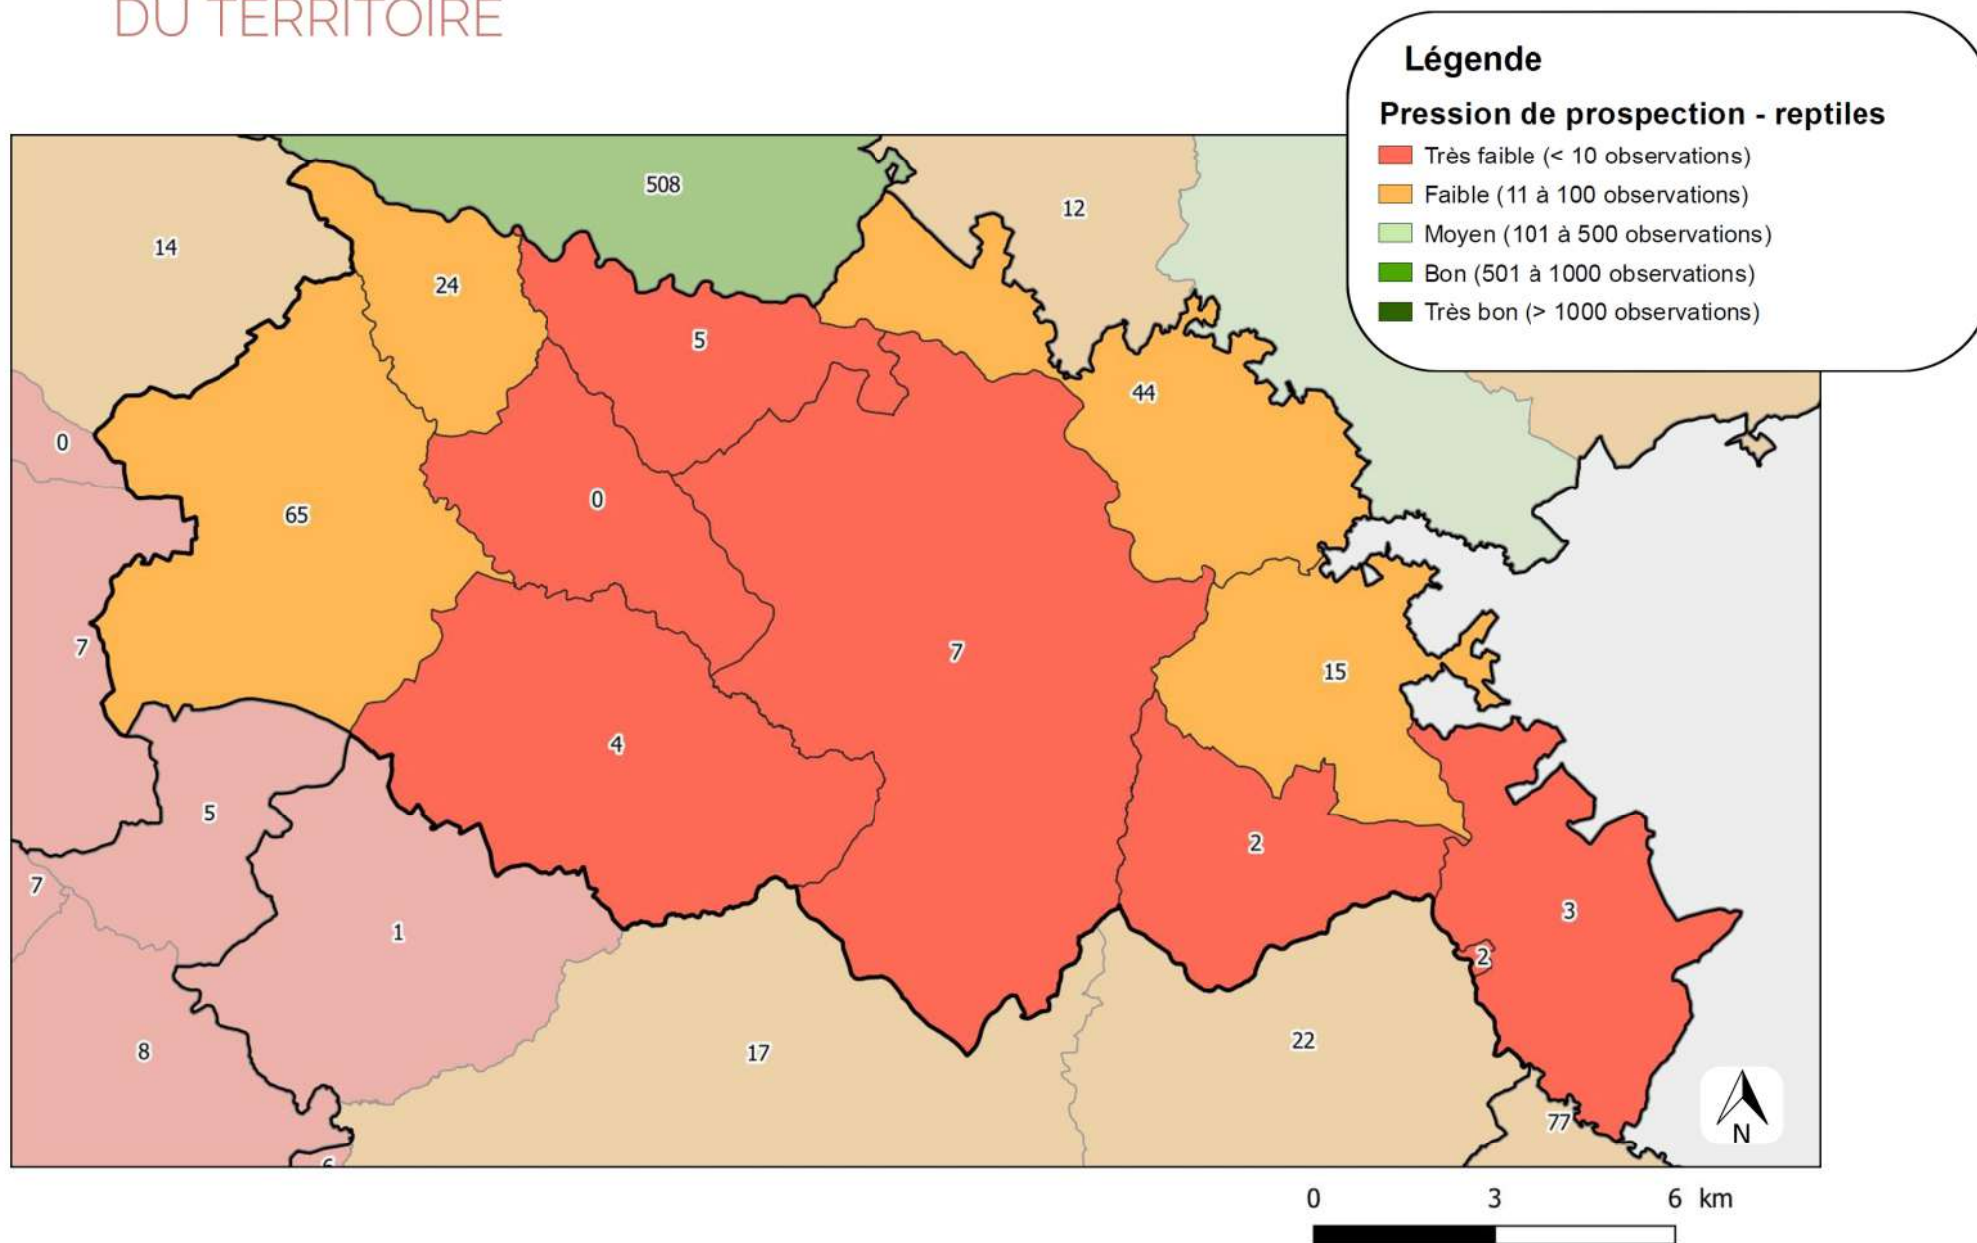 DU TERRITOIRE
Légende
Pression de prospection - reptiles
Très faible (< 10 observations)
Faible (11 à 100 observations)
Moyen (101 à 500 observations)
Bon (501 à 1000 observations)
Très bon (> 1000 observations)
508
12
14
24
5
44
0
0
65
7
7
15
4
5
2
7
3
1
2
8
17
22
77
6
N
0 3 6 km